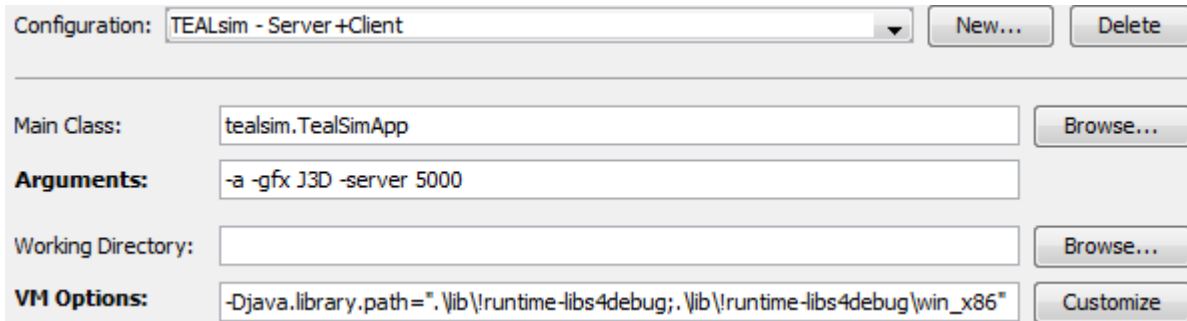 Configuration: TEALsim - Server+Client New... Delete
Main Class: tealsim.TealSimApp Browse...
Arguments: -a -gfx J3D -server 5000
Working Directory: Browse...
VM Options: -Djava.library.path=".\lib\!runtime-libs4debug;.\lib\!runtime-libs4debug\win_x86" Customize